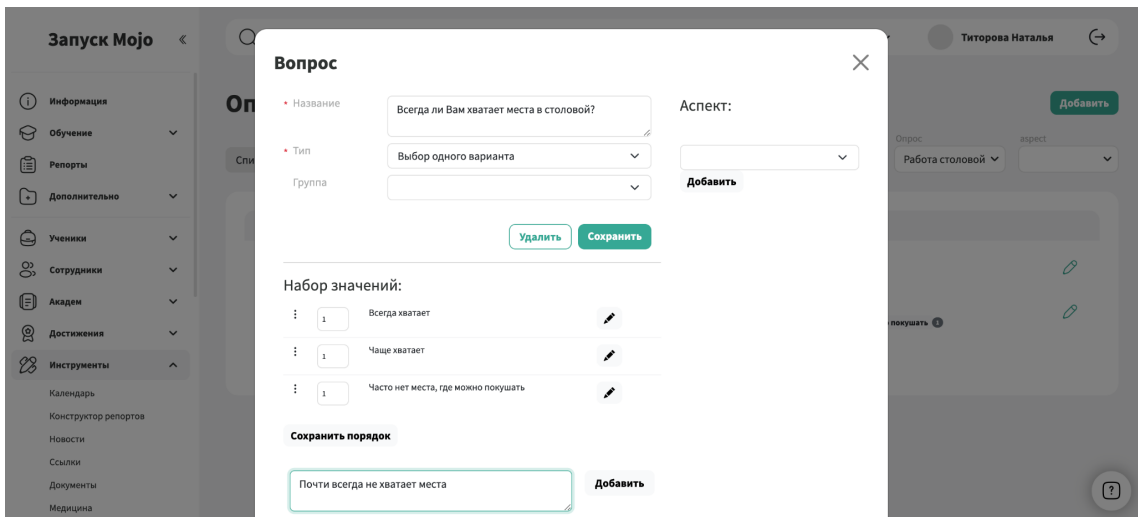 Запуск Mojo «
Титорова Наталья
Вопрос
Информация
Обучение
Репорты
Дополнительно
Ученики
Сотрудники
Академ
Достижения
Инструменты
Календарь
Конструктор репортов
Новости
Ссылки
Документы
Медицина
Оп
Спи
Добавить
Опрос
aspect
Работа столовой
покушать
* Название
Всегда ли Вам хватает места в столовой?
* Тип
Выбор одного варианта
Группа
Аспект:
Добавить
Удалить
Сохранить
Набор значений:
1 Всегда хватает
1 Чаще хватает
1 Часто нет места, где можно покушать
Сохранить порядок
Почти всегда не хватает места
Добавить
?